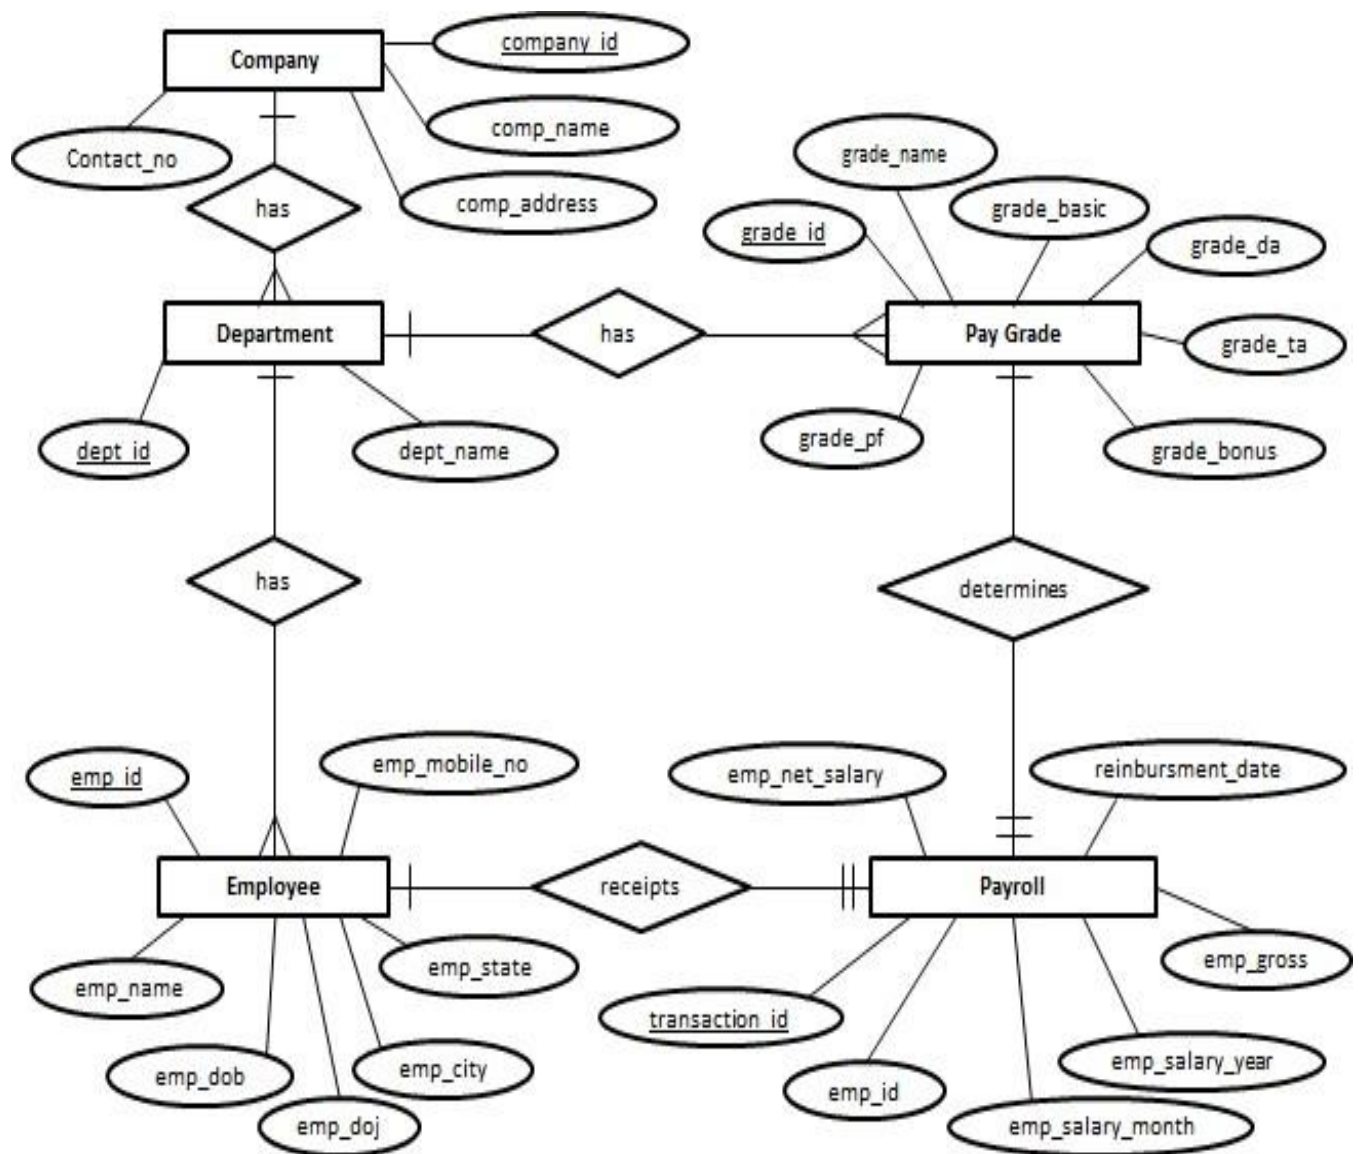 Company
company_id
comp_name
Contact_no
comp_address
has
grade_name
grade_basic
grade_id
grade_da
Department
has
Pay Grade
grade_ta
dept_id
dept_name
grade_pf
grade_bonus
has
determines
emp_id
emp_mobile_no
emp_net_salary
reinbursment_date
Employee
receipts
Payroll
emp_name
emp_state
emp_gross
transaction_id
emp_dob
emp_city
emp_salary_year
emp_id
emp_doj
emp_salary_month